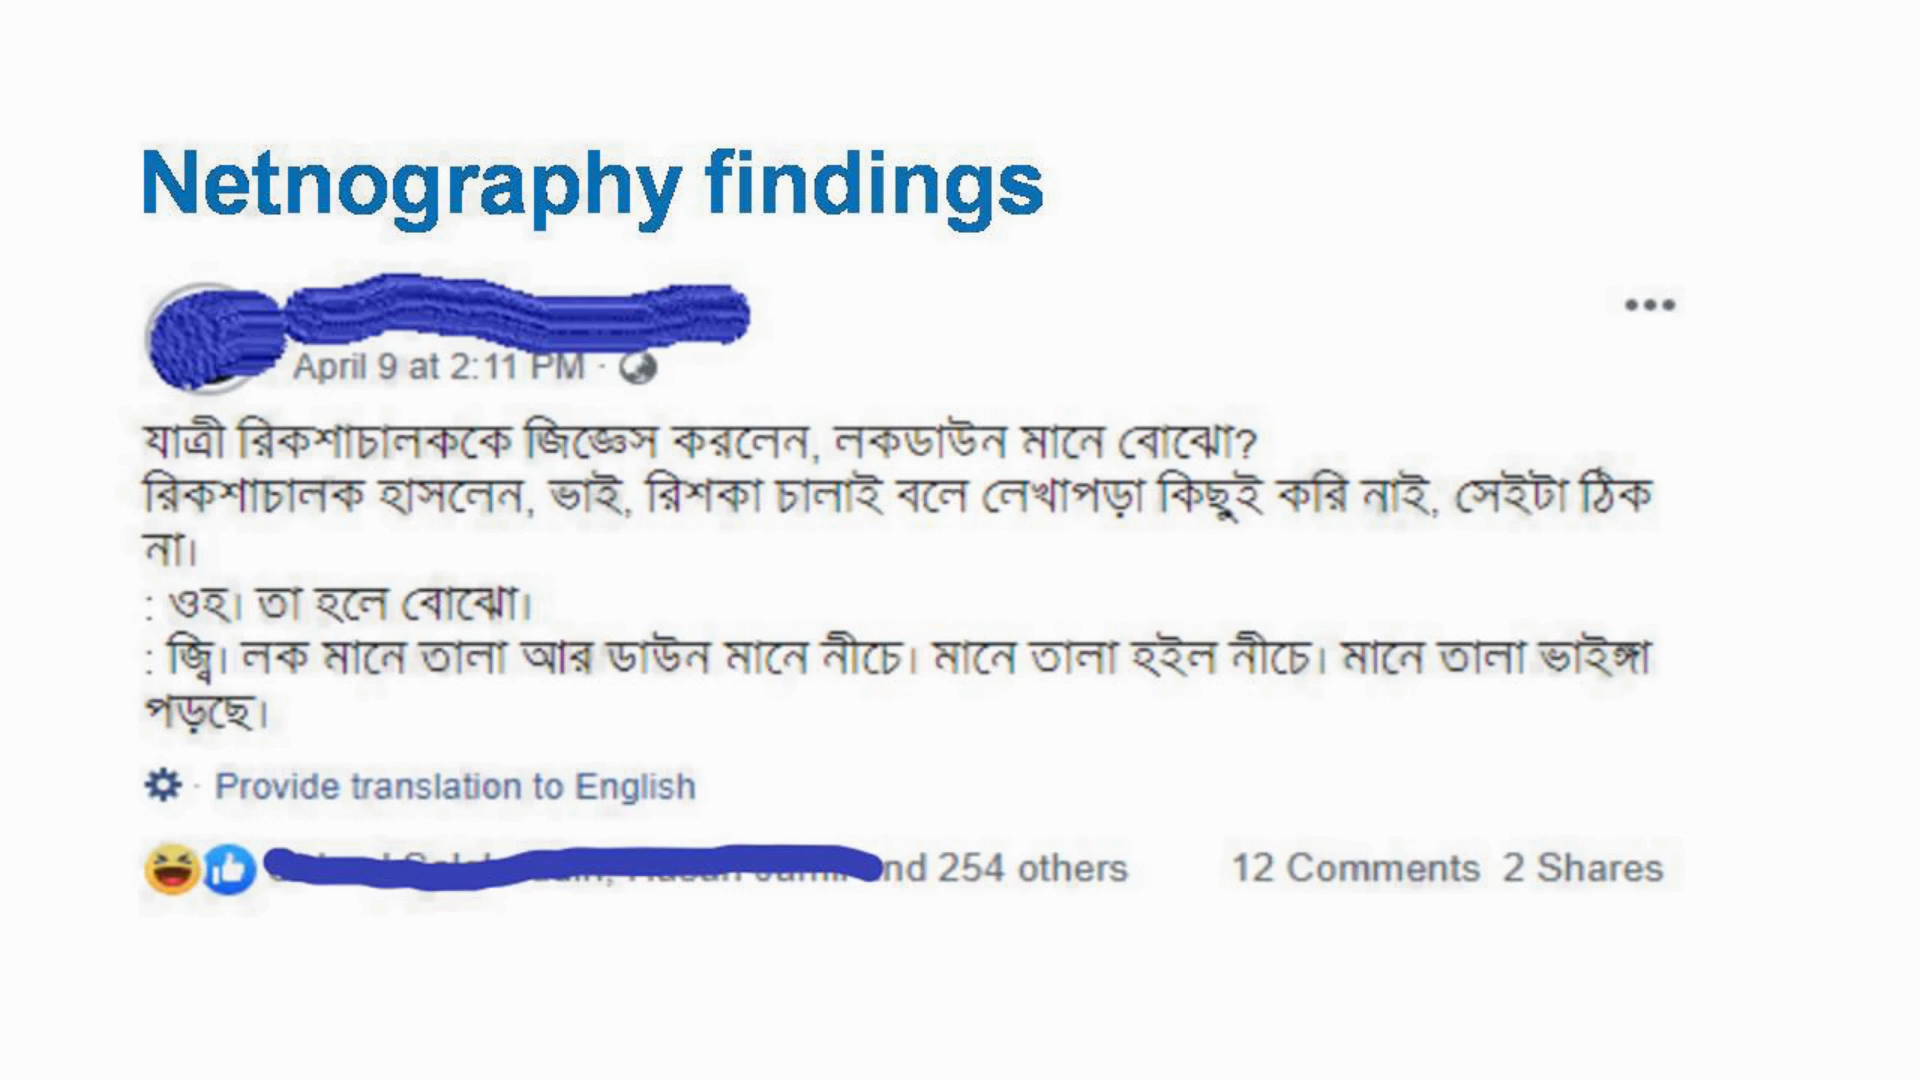 Netnography findings
April 9 at 2:11 PM ·
যাত্রী রিকশাচালককে জিজ্ঞেস করলেন, লকডাউন মানে বোঝো?
রিকশাচালক হাসলেন, ভাই, রিশকা চালাই বলে লেখাপড়া কিছুই করি নাই, সেইটা ঠিক
না।
: ওহ। তা হলে বোঝো।
: জ্বি। লক মানে তালা আর ডাউন মানে নীচে। মানে তালা হইল নীচে। মানে তালা ভাইঙ্গা
পড়ছে।
· Provide translation to English
254 others 12 Comments 2 Shares